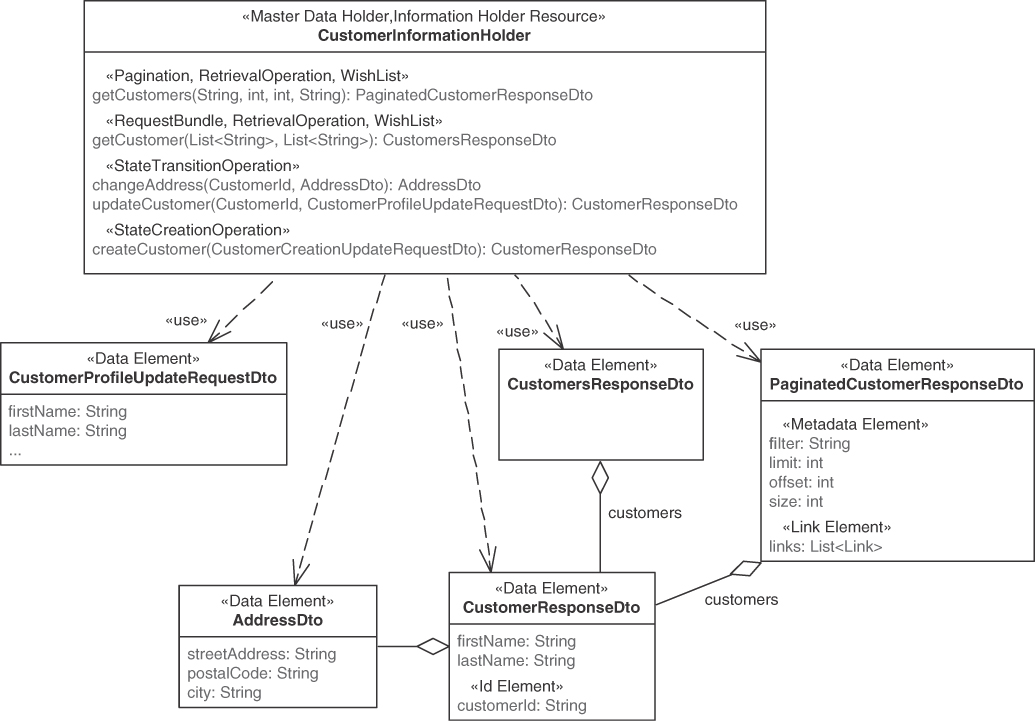 «Master Data Holder,Information Holder Resource»
CustomerInformationHolder
«Pagination, RetrievalOperation, WishList»
getCustomers(String, int, int, String): PaginatedCustomerResponseDto
«RequestBundle, RetrievalOperation, WishList»
getCustomer(List<String>, List<String>): CustomersResponseDto
«StateTransitionOperation»
changeAddress(CustomerId, AddressDto): AddressDto
updateCustomer(CustomerId, CustomerProfileUpdateRequestDto): CustomerResponseDto
«StateCreationOperation»
createCustomer(CustomerCreationUpdateRequestDto): CustomerResponseDto
«use»
«use»
«use»
«use»
«use»
«Data Element»
CustomerProfileUpdateRequestDto
firstName: String
lastName: String
...
«Data Element»
CustomersResponseDto
customers
«Data Element»
PaginatedCustomerResponseDto
«Metadata Element»
filter: String
limit: int
offset: int
size: int
«Link Element»
links: List<Link>
customers
«Data Element»
AddressDto
streetAddress: String
postalCode: String
city: String
«Data Element»
CustomerResponseDto
firstName: String
lastName: String
«Id Element»
customerId: String